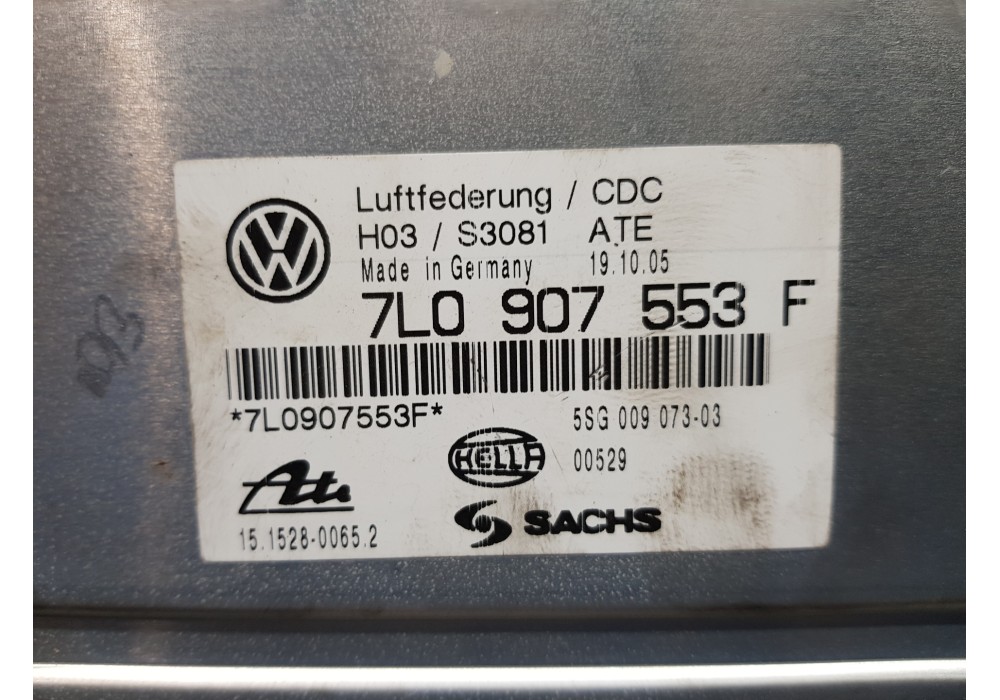 Luftfederung / CDC
H03 / S3081 ATE
Made in Germany 19.10.05
7L0 907 553 F
*7L0907553F* 5SG 009 073-03
HELLA 00529
Ate
SACHS
15.1528-0065.2